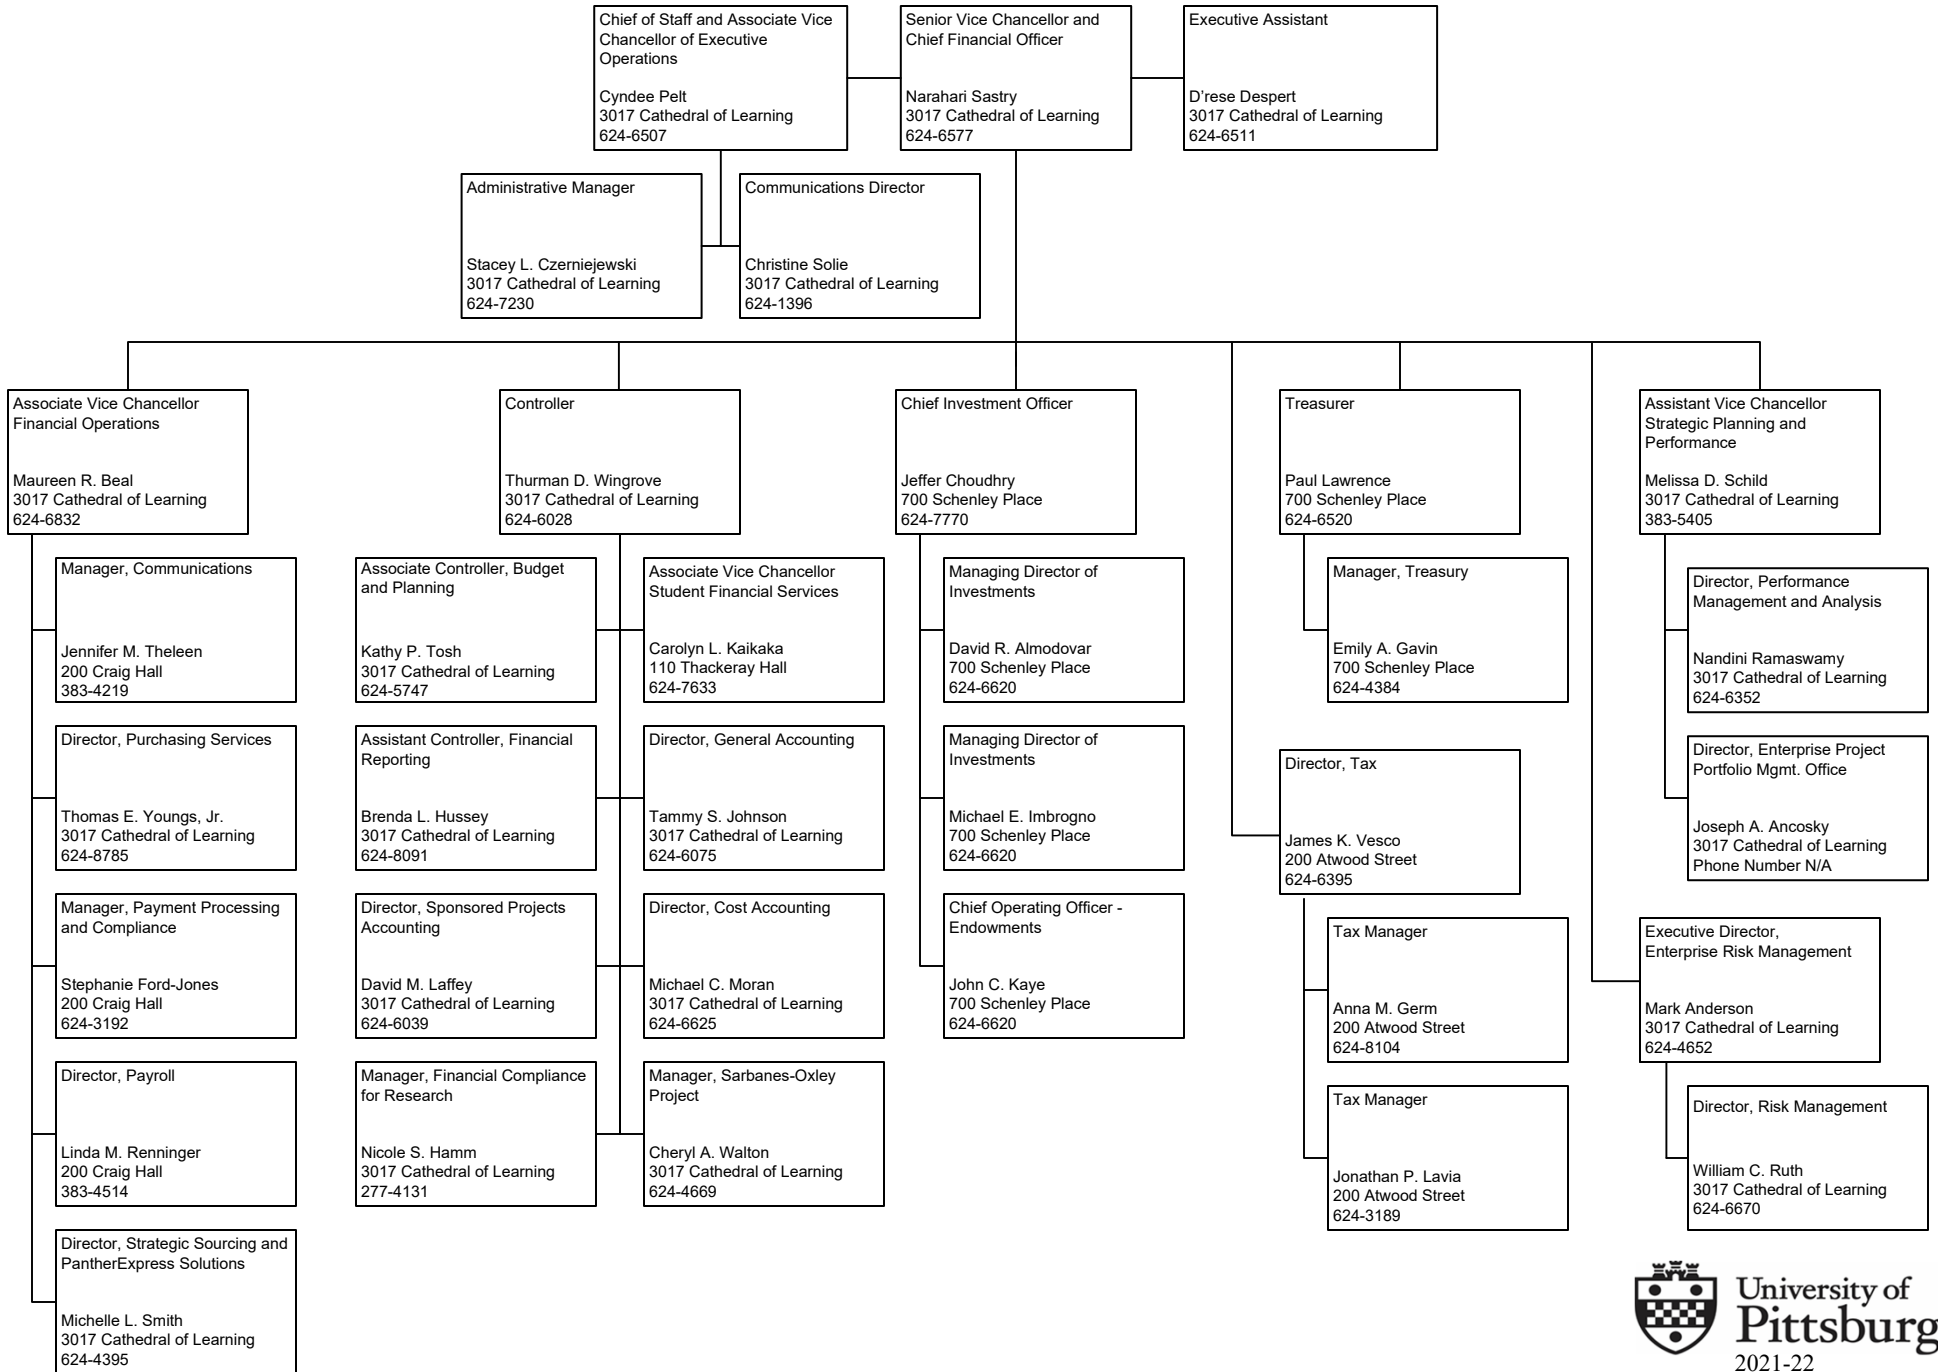 Chief of Staff and Associate Vice
Chancellor of Executive
Operations
Cyndee Pelt
3017 Cathedral of Learning
624-6507
Senior Vice Chancellor and
Chief Financial Officer
Narahari Sastry
3017 Cathedral of Learning
624-6577
Executive Assistant
D'rese Despert
3017 Cathedral of Learning
624-6511
Administrative Manager
Stacey L. Czerniejewski
3017 Cathedral of Learning
624-7230
Communications Director
Christine Solie
3017 Cathedral of Learning
624-1396
Associate Vice Chancellor
Financial Operations
Maureen R. Beal
3017 Cathedral of Learning
624-6832
Manager, Communications
Jennifer M. Theleen
200 Craig Hall
383-4219
Director, Purchasing Services
Thomas E. Youngs, Jr.
3017 Cathedral of Learning
624-8785
Manager, Payment Processing
and Compliance
Stephanie Ford-Jones
200 Craig Hall
624-3192
Director, Payroll
Linda M. Renninger
200 Craig Hall
383-4514
Director, Strategic Sourcing and
PantherExpress Solutions
Michelle L. Smith
3017 Cathedral of Learning
624-4395
Controller
Thurman D. Wingrove
3017 Cathedral of Learning
624-6028
Associate Controller, Budget
and Planning
Kathy P. Tosh
3017 Cathedral of Learning
624-5747
Associate Vice Chancellor
Student Financial Services
Carolyn L. Kaikaka
110 Thackeray Hall
624-7633
Assistant Controller, Financial
Reporting
Brenda L. Hussey
3017 Cathedral of Learning
624-8091
Director, General Accounting
Tammy S. Johnson
3017 Cathedral of Learning
624-6075
Director, Sponsored Projects
Accounting
David M. Laffey
3017 Cathedral of Learning
624-6039
Director, Cost Accounting
Michael C. Moran
3017 Cathedral of Learning
624-6625
Manager, Financial Compliance
for Research
Nicole S. Hamm
3017 Cathedral of Learning
277-4131
Manager, Sarbanes-Oxley
Project
Cheryl A. Walton
3017 Cathedral of Learning
624-4669
Chief Investment Officer
Jeffer Choudhry
700 Schenley Place
624-7770
Managing Director of
Investments
David R. Almodovar
700 Schenley Place
624-6620
Managing Director of
Investments
Michael E. Imbrogno
700 Schenley Place
624-6620
Chief Operating Officer -
Endowments
John C. Kaye
700 Schenley Place
624-6620
Treasurer
Paul Lawrence
700 Schenley Place
624-6520
Manager, Treasury
Emily A. Gavin
700 Schenley Place
624-4384
Director, Tax
James K. Vesco
200 Atwood Street
624-6395
Tax Manager
Anna M. Germ
200 Atwood Street
624-8104
Tax Manager
Jonathan P. Lavia
200 Atwood Street
624-3189
Assistant Vice Chancellor
Strategic Planning and
Performance
Melissa D. Schild
3017 Cathedral of Learning
383-5405
Director, Performance
Management and Analysis
Nandini Ramaswamy
3017 Cathedral of Learning
624-6352
Director, Enterprise Project
Portfolio Mgmt. Office
Joseph A. Ancosky
3017 Cathedral of Learning
Phone Number N/A
Executive Director,
Enterprise Risk Management
Mark Anderson
3017 Cathedral of Learning
624-4652
Director, Risk Management
William C. Ruth
3017 Cathedral of Learning
624-6670
University of
Pittsburg
2021-22